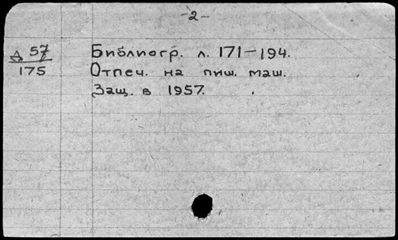 -2-
Д 57 Библиогр. л. 171-194.
175 Отпеч. на пиш. маш.
Защ. в 1957.